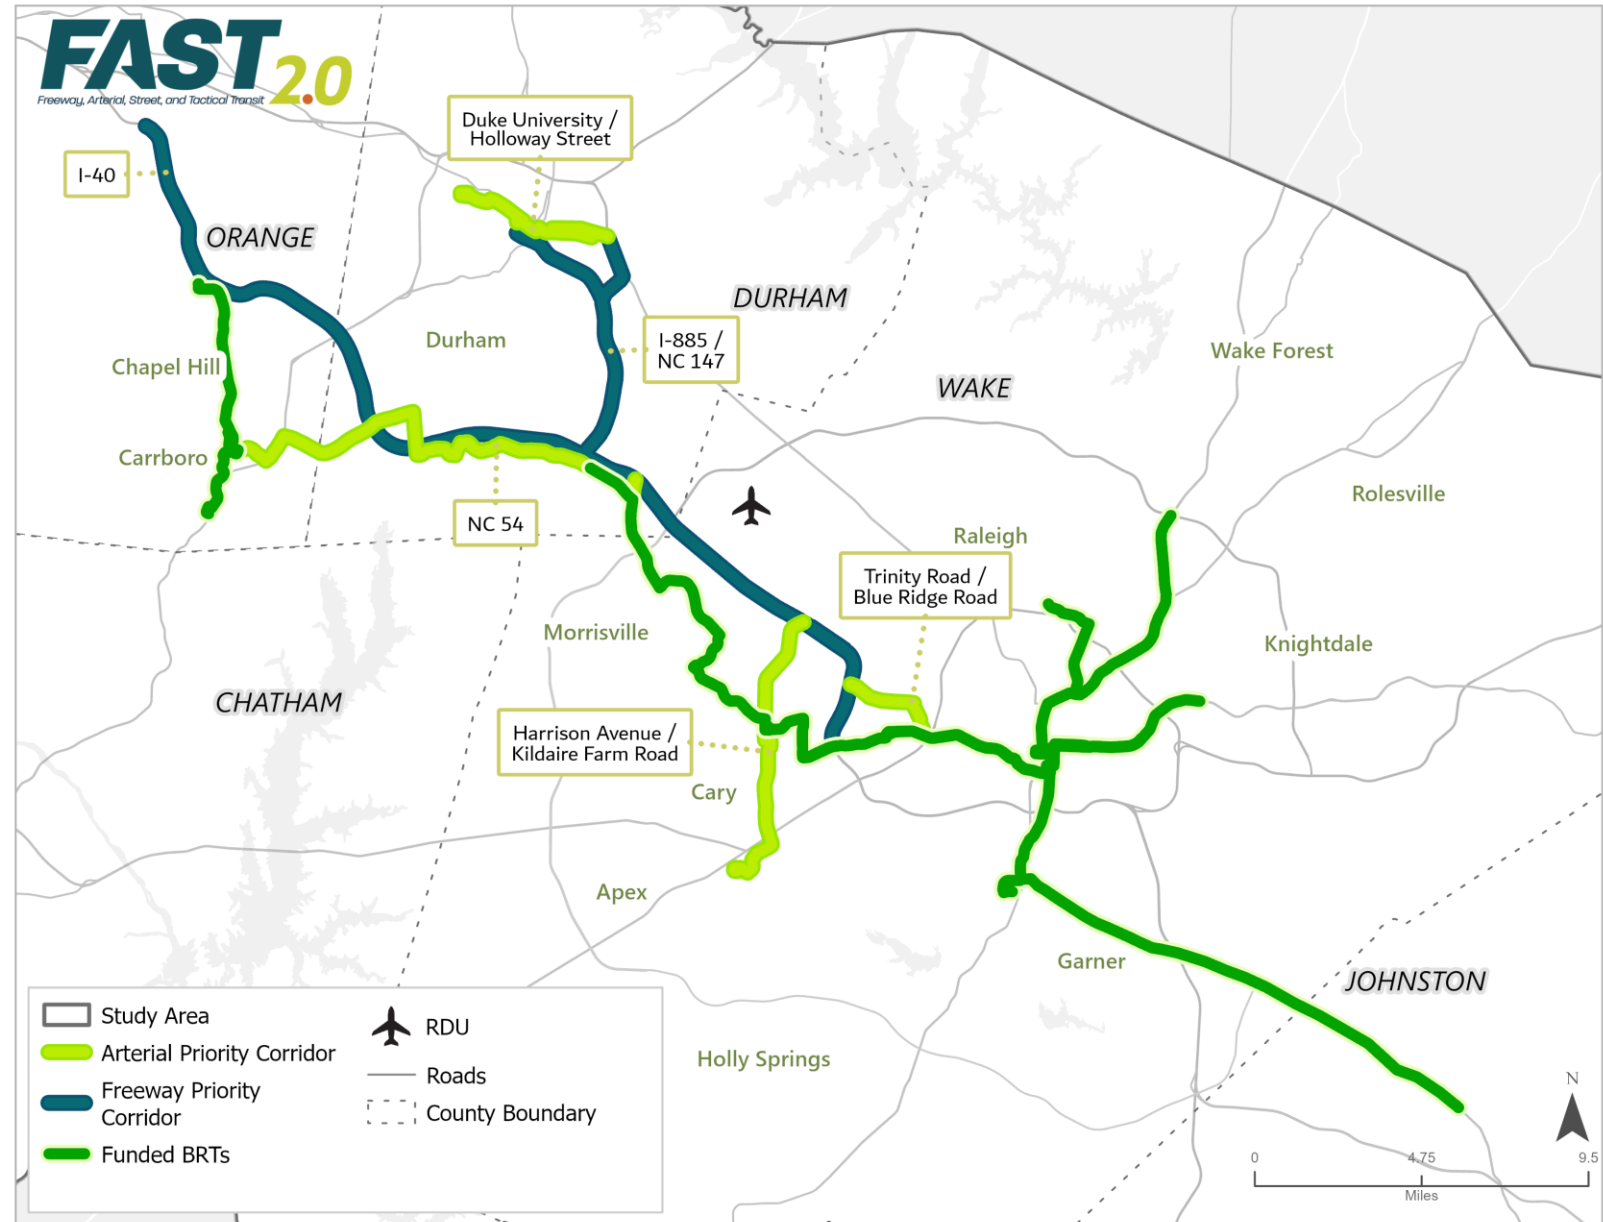 FAST 2.0
Freeway, Arterial, Street, and Tactical Transit
Duke University /
Holloway Street
I-40
ORANGE
DURHAM
I-885 /
NC 147
Durham
Chapel Hill
Wake Forest
WAKE
Carrboro
Rolesville
NC 54
Raleigh
Trinity Road /
Blue Ridge Road
Morrisville
Knightdale
CHATHAM
Harrison Avenue /
Kildaire Farm Road
Cary
Apex
Garner
JOHNSTON
Holly Springs
Study Area
Arterial Priority Corridor
Freeway Priority
Corridor
Funded BRTs
RDU
Roads
County Boundary
N
0 4.75 9.5
Miles